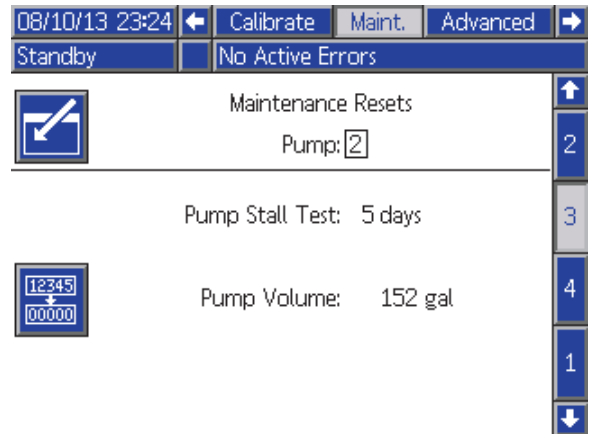 08/10/13 23:24 Calibrate Maint. Advanced
Standby No Active Errors
Maintenance Resets
Pump: 2
2
Pump Stall Test: 5 days
3
12345
00000
Pump Volume: 152 gal
4
1